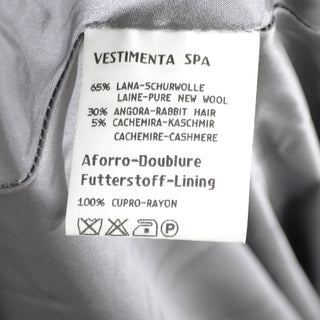 VESTIMENTA SPA
65% LANA-SCHURWOLLE
LAINE-PURE NEW WOOL
30% ANGORA-RABBIT HAIR
5% CACHEMIRA-KASCHMIR
CACHEMIRE-CASHMERE
Aforro-Doublure
Futterstoff-Lining
100% CUPRO-RAYON
P